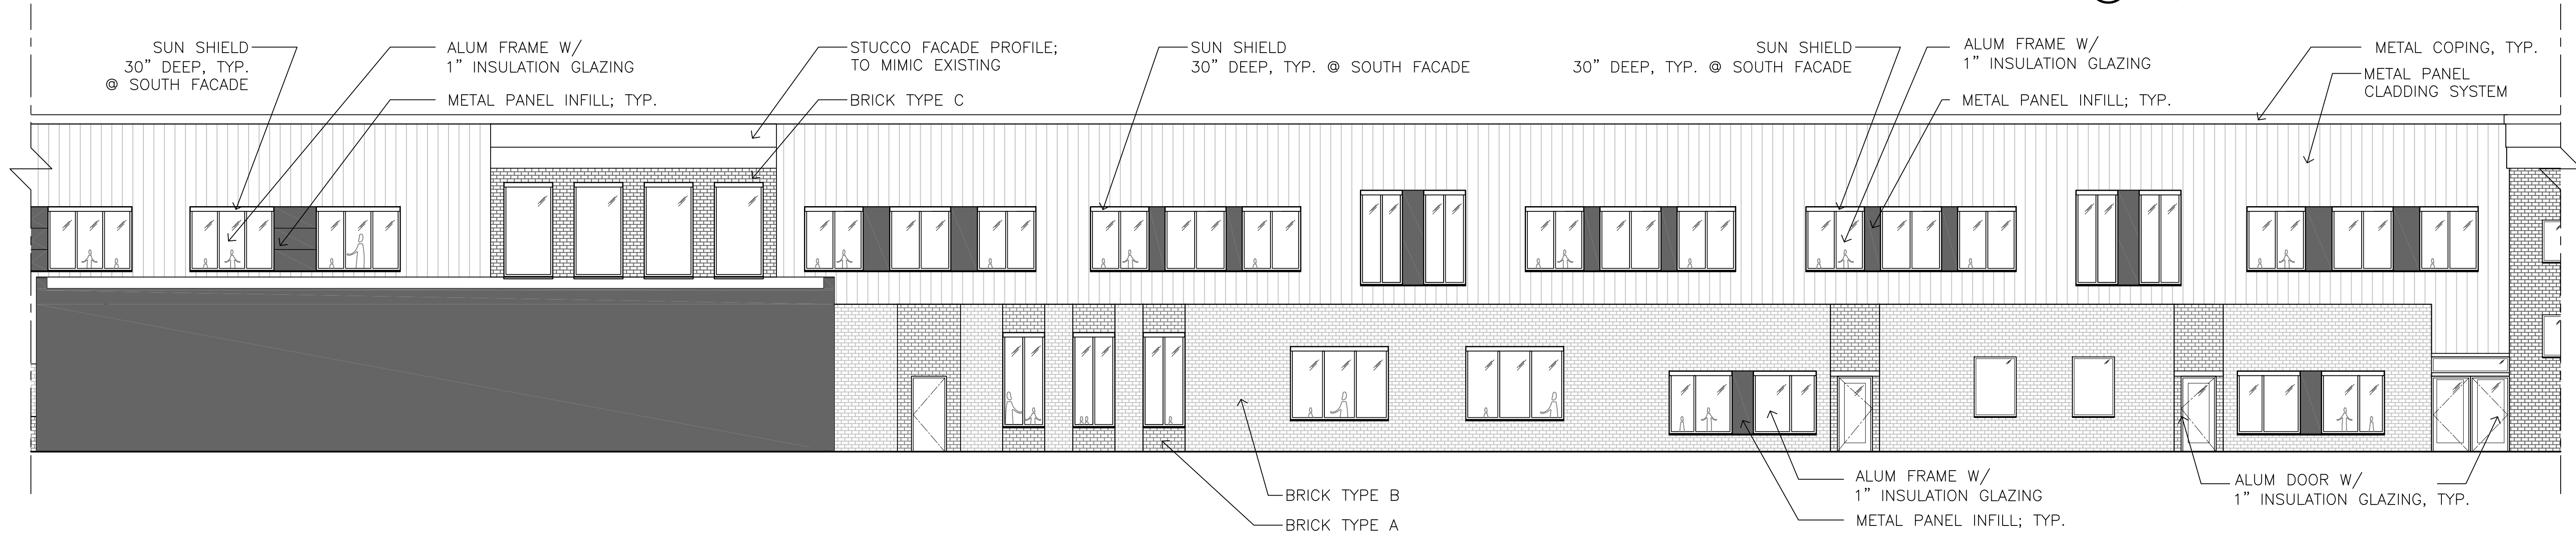 SUN SHIELD
30" DEEP, TYP.
@ SOUTH FACADE
ALUM FRAME W/
1" INSULATION GLAZING
METAL PANEL INFILL; TYP.
STUCCO FACADE PROFILE;
TO MIMIC EXISTING
BRICK TYPE C
SUN SHIELD
30" DEEP, TYP. @ SOUTH FACADE
SUN SHIELD
30" DEEP, TYP. @ SOUTH FACADE
ALUM FRAME W/
1" INSULATION GLAZING
METAL PANEL INFILL; TYP.
METAL COPING, TYP.
METAL PANEL
CLADDING SYSTEM
BRICK TYPE B
BRICK TYPE A
ALUM FRAME W/
1" INSULATION GLAZING
METAL PANEL INFILL; TYP.
ALUM DOOR W/
1" INSULATION GLAZING, TYP.